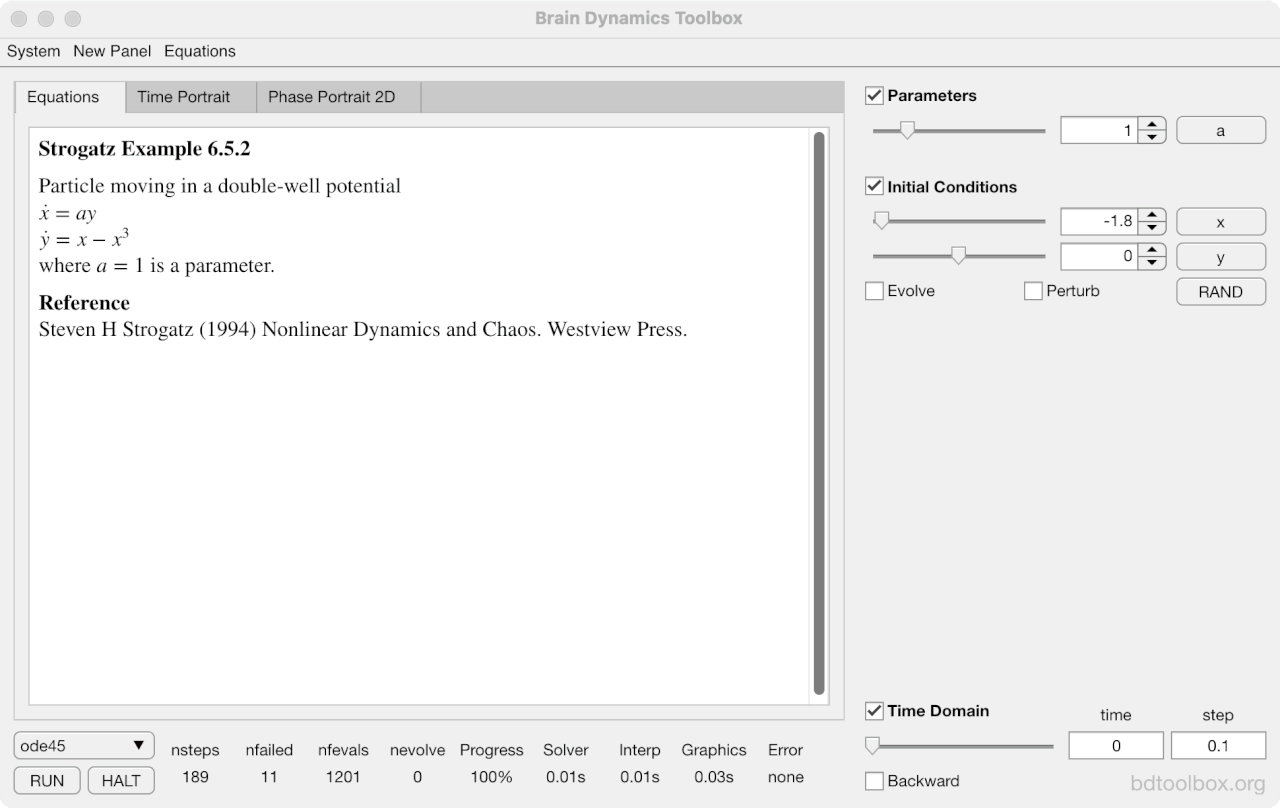 Brain Dynamics Toolbox
System New Panel Equations
Equations Time Portrait Phase Portrait 2D
Strogatz Example 6.5.2
Particle moving in a double-well potential
ẋ = ay
ẏ = x − x³
where a = 1 is a parameter.
Reference
Steven H Strogatz (1994) Nonlinear Dynamics and Chaos. Westview Press.
Parameters
1 a
Initial Conditions
-1.8 x
0 y
Evolve Perturb RAND
Time Domain time step
0 0.1
Backward
bdtoolbox.org
ode45 nsteps nfailed nfevals nevolve Progress Solver Interp Graphics Error
RUN HALT 189 11 1201 0 100% 0.01s 0.01s 0.03s none